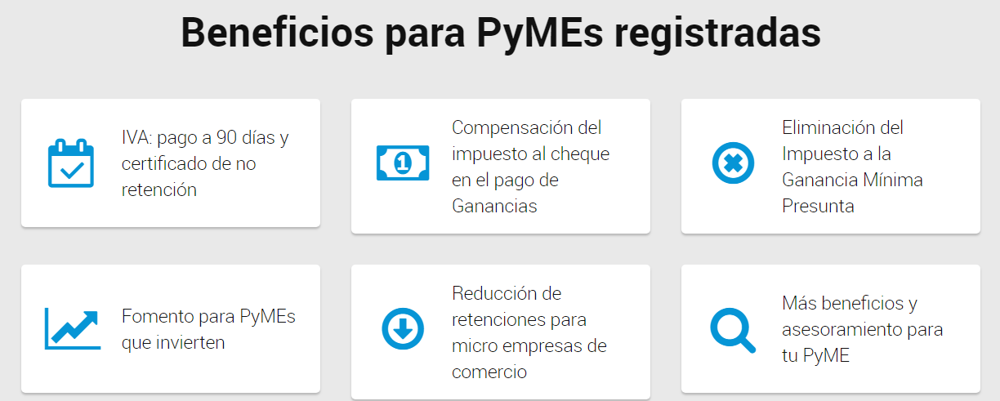 Beneficios para PyMEs registradas
IVA: pago a 90 días y
certificado de no
retención
Compensación del
impuesto al cheque
en el pago de
Ganancias
Eliminación del
Impuesto a la
Ganancia Mínima
Presunta
Fomento para PyMEs
que invierten
Reducción de
retenciones para
micro empresas de
comercio
Más beneficios y
asesoramiento para
tu PyME